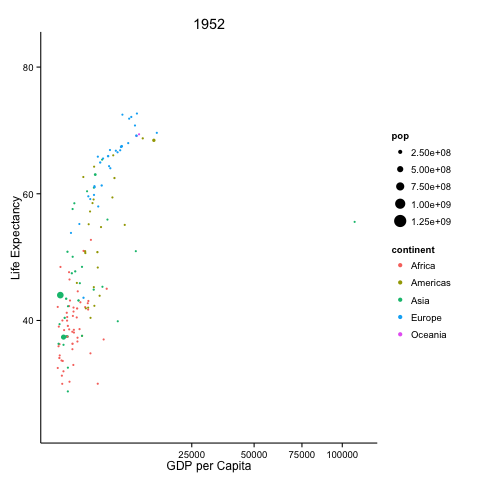 1952
80
60
40
Life Expectancy
25000 50000 75000 100000
GDP per Capita
pop
2.50e+08
5.00e+08
7.50e+08
1.00e+09
1.25e+09
continent
Africa
Americas
Asia
Europe
Oceania